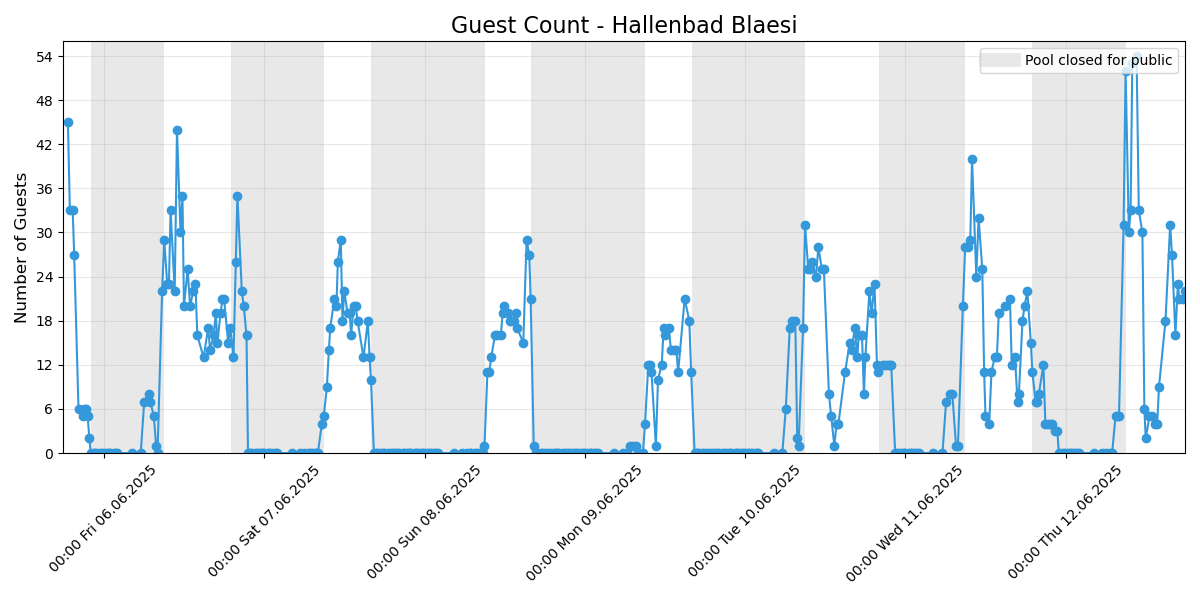 Guest Count - Hallenbad Blaesi
Pool closed for public
Number of Guests
54
48
42
36
30
24
18
12
6
0
00:00 Fri 06.06.2025
00:00 Sat 07.06.2025
00:00 Sun 08.06.2025
00:00 Mon 09.06.2025
00:00 Tue 10.06.2025
00:00 Wed 11.06.2025
00:00 Thu 12.06.2025